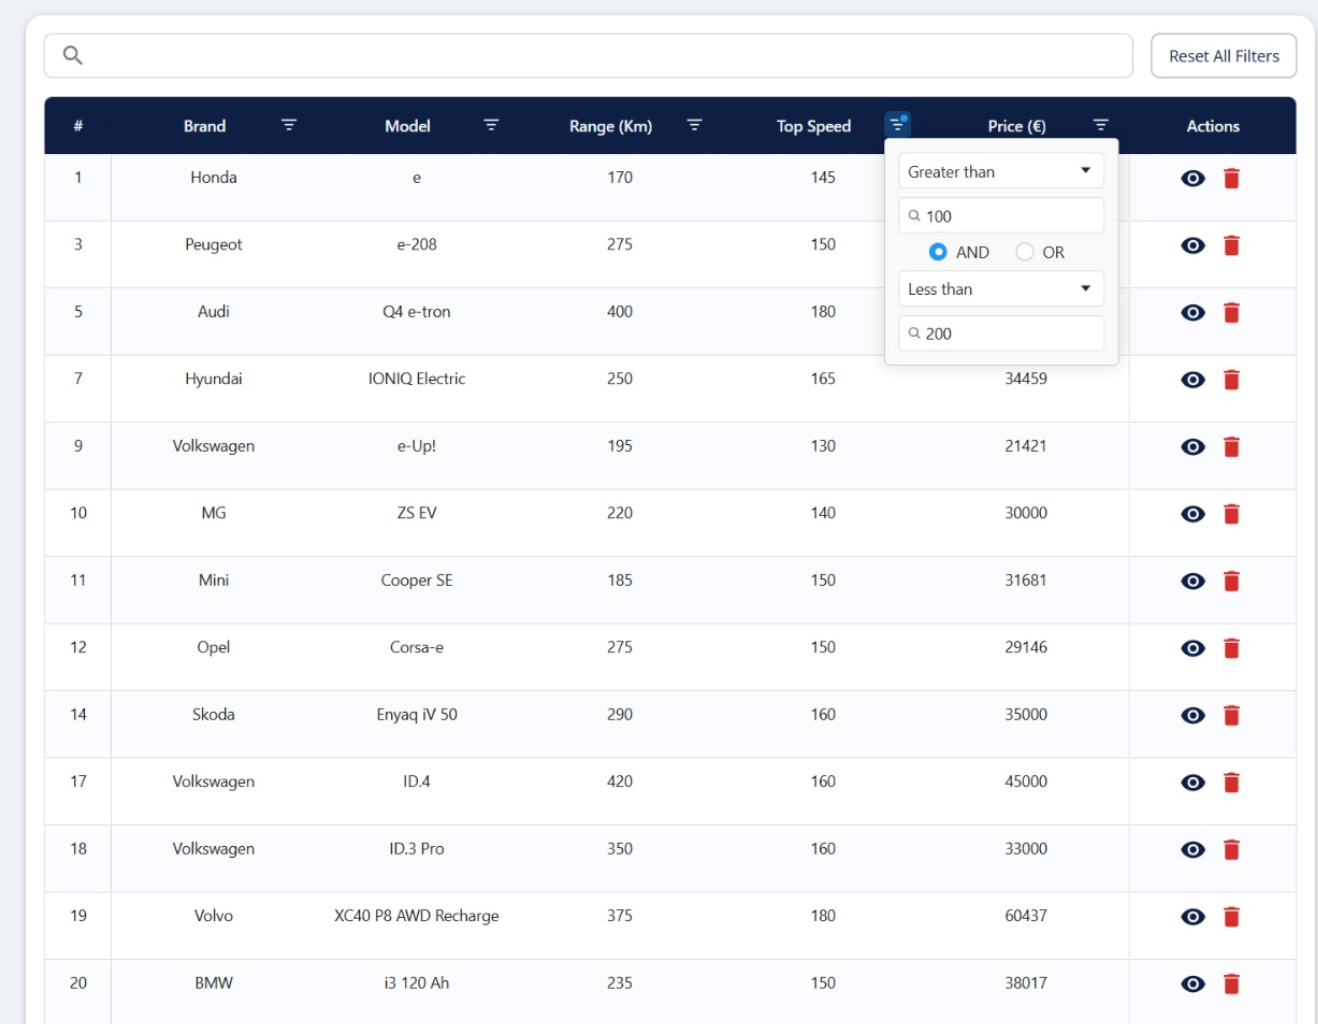 Reset All Filters
# Brand Model Range (Km) Top Speed Price (€) Actions
1 Honda e 170 145
3 Peugeot e-208 275 150
5 Audi Q4 e-tron 400 180
Greater than
100
AND OR
Less than
200
7 Hyundai IONIQ Electric 250 165 34459
9 Volkswagen e-Up! 195 130 21421
10 MG ZS EV 220 140 30000
11 Mini Cooper SE 185 150 31681
12 Opel Corsa-e 275 150 29146
14 Skoda Enyaq iV 50 290 160 35000
17 Volkswagen ID.4 420 160 45000
18 Volkswagen ID.3 Pro 350 160 33000
19 Volvo XC40 P8 AWD Recharge 375 180 60437
20 BMW i3 120 Ah 235 150 38017